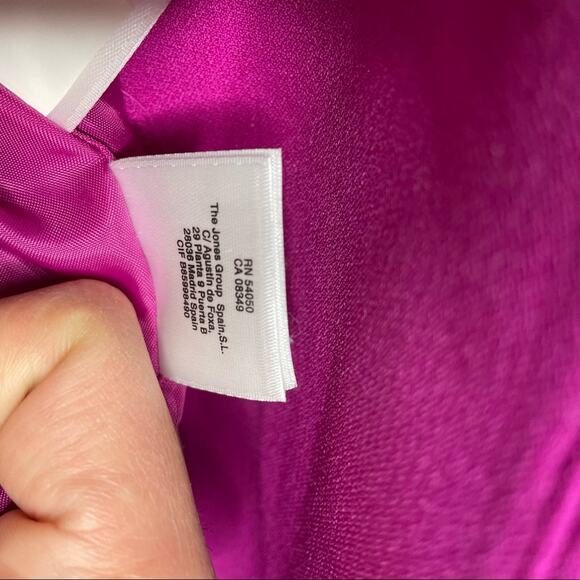 RN 54050
CA 08349
The Jones Group Spain,S.L.
C/ Agustin de Foxa,
29 Planta 9 Puerta B
28036 Madrid Spain
CIF B85898490